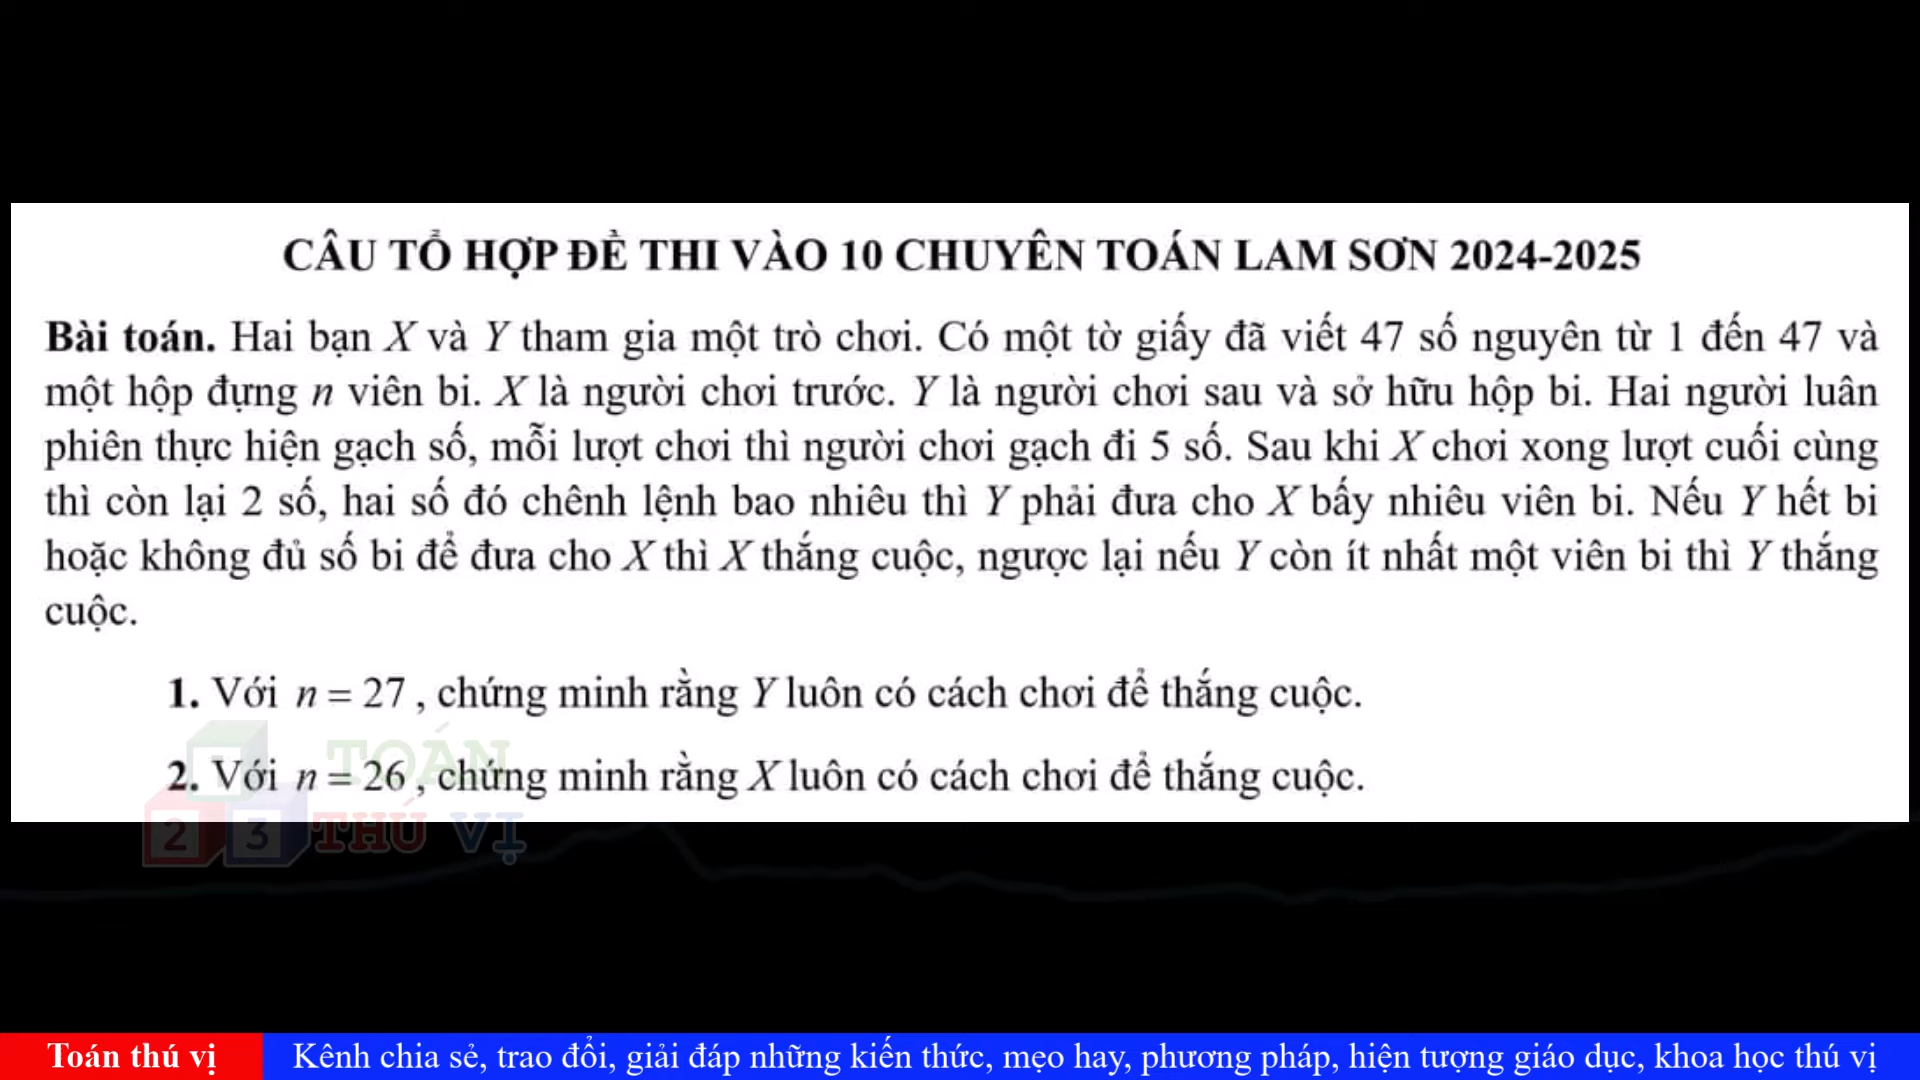 CÂU TỔ HỢP ĐỀ THI VÀO 10 CHUYÊN TOÁN LAM SƠN 2024-2025
Bài toán. Hai bạn X và Y tham gia một trò chơi. Có một tờ giấy đã viết 47 số nguyên từ 1 đến 47 và
một hộp đựng n viên bi. X là người chơi trước. Y là người chơi sau và sở hữu hộp bi. Hai người luân
phiên thực hiện gạch số, mỗi lượt chơi thì người chơi gạch đi 5 số. Sau khi X chơi xong lượt cuối cùng
thì còn lại 2 số, hai số đó chênh lệnh bao nhiêu thì Y phải đưa cho X bấy nhiêu viên bi. Nếu Y hết bi
hoặc không đủ số bi để đưa cho X thì X thắng cuộc, ngược lại nếu Y còn ít nhất một viên bi thì Y thắng
cuộc.
1. Với n = 27 , chứng minh rằng Y luôn có cách chơi để thắng cuộc.
2. Với n = 26 , chứng minh rằng X luôn có cách chơi để thắng cuộc.
1
TOÁN
2 3 THÚ VỊ
Toán thú vị Kênh chia sẻ, trao đổi, giải đáp những kiến thức, mẹo hay, phương pháp, hiện tượng giáo dục, khoa học thú vị